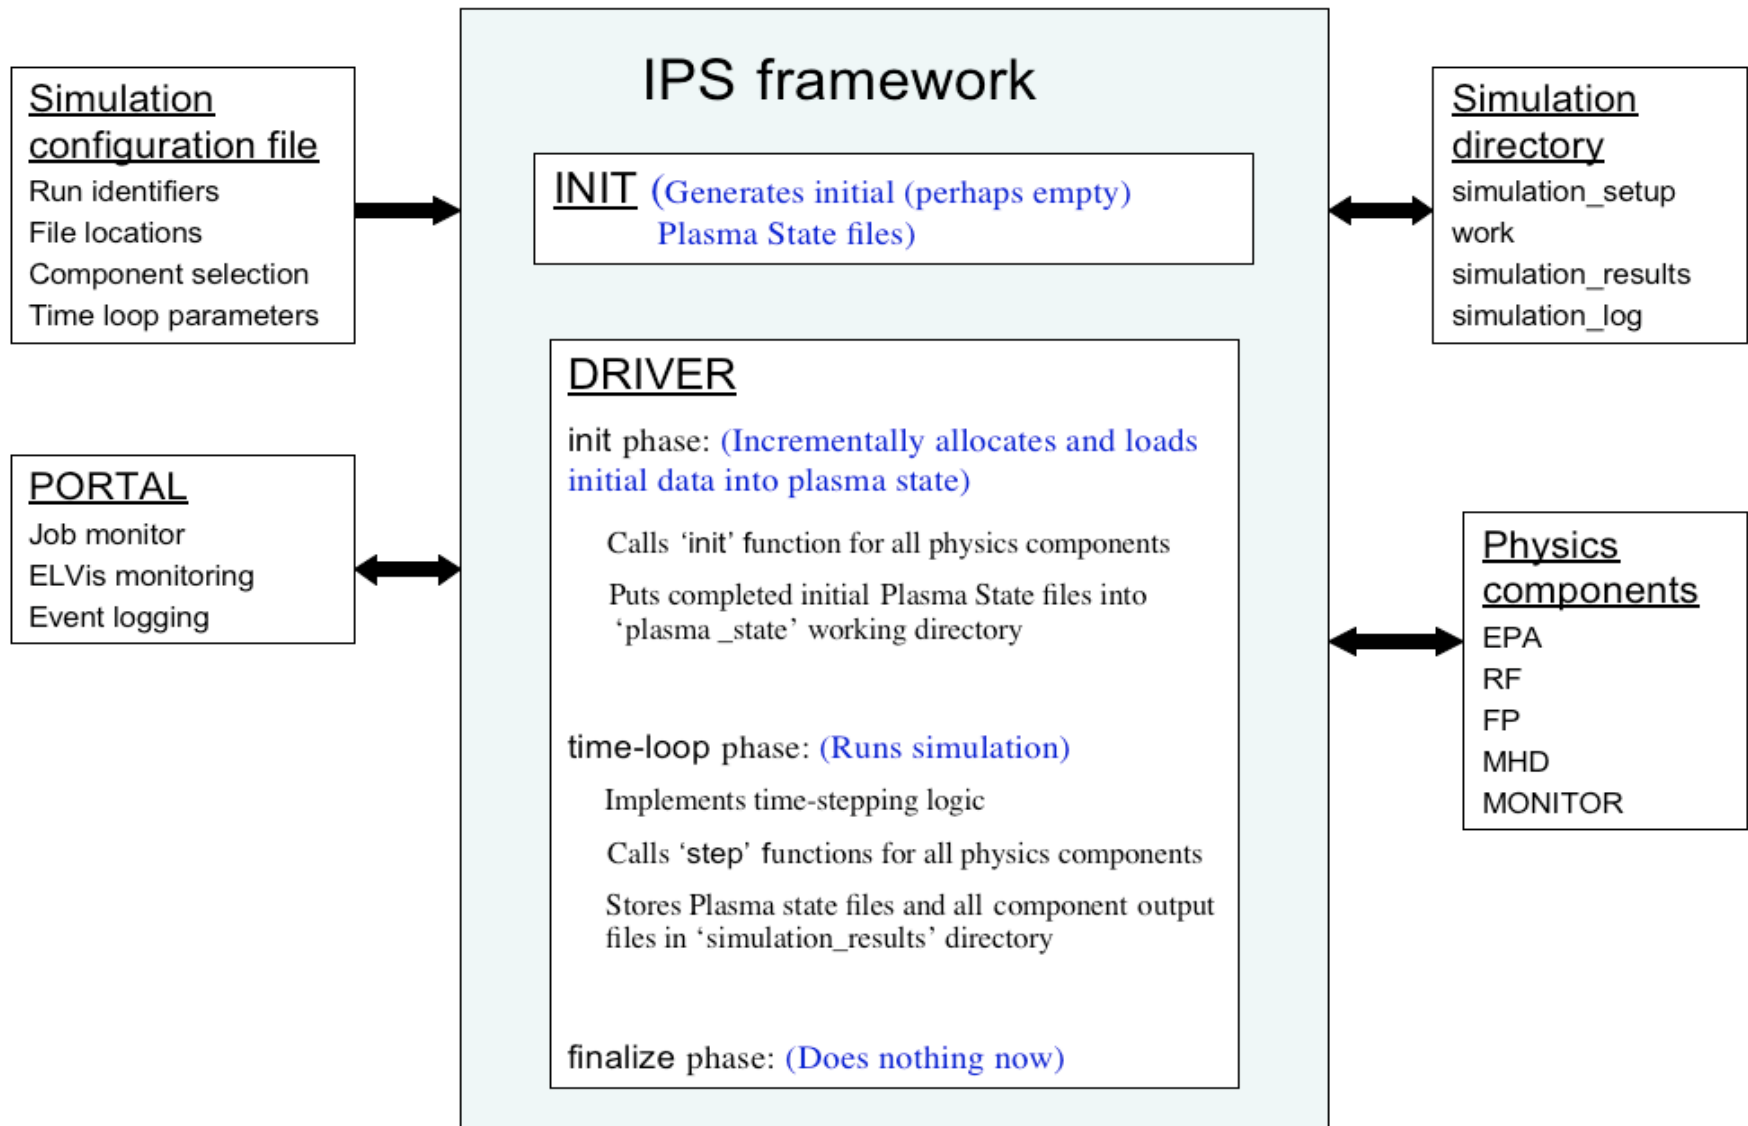 IPS framework
Simulation
configuration file
Run identifiers
File locations
Component selection
Time loop parameters
PORTAL
Job monitor
ELVis monitoring
Event logging
INIT (Generates initial (perhaps empty)
Plasma State files)
DRIVER
init phase: (Incrementally allocates and loads
initial data into plasma state)
Calls ‘init’ function for all physics components
Puts completed initial Plasma State files into
‘plasma _state’ working directory
time-loop phase: (Runs simulation)
Implements time-stepping logic
Calls ‘step’ functions for all physics components
Stores Plasma state files and all component output
files in ‘simulation_results’ directory
finalize phase: (Does nothing now)
Simulation
directory
simulation_setup
work
simulation_results
simulation_log
Physics
components
EPA
RF
FP
MHD
MONITOR